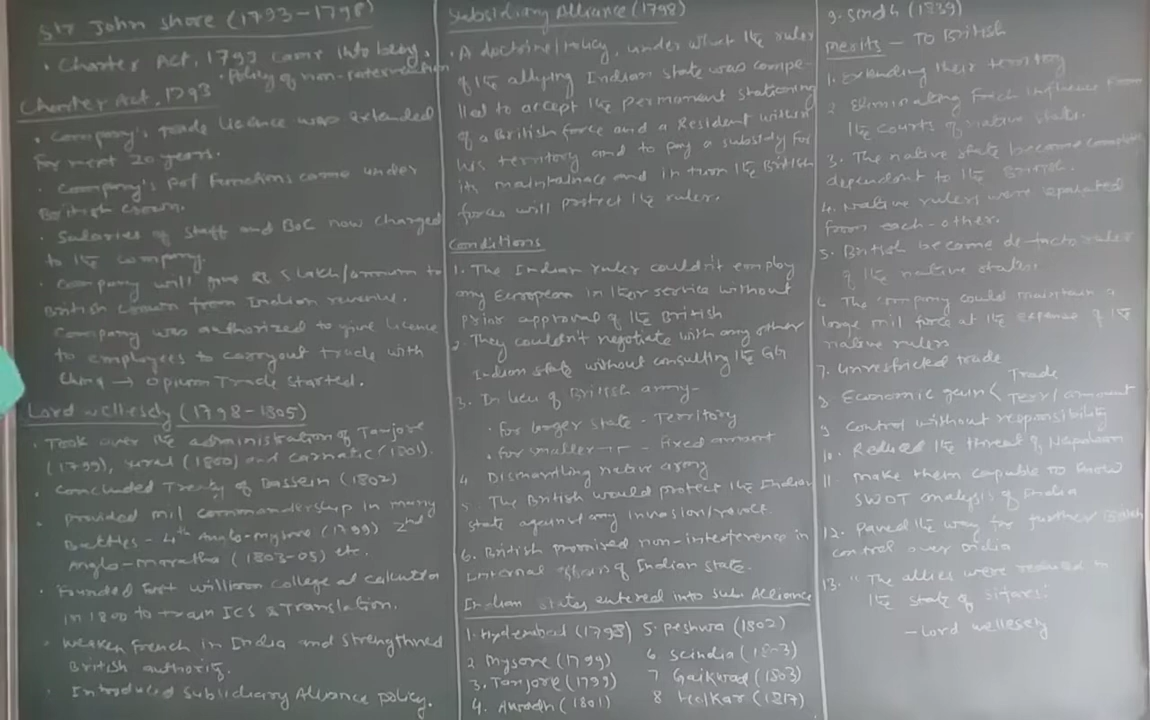 Sir John Shore (1793-1798)
· Charter Act, 1793 came into being.
· Policy of non-intervention
Charter Act, 1793
· Company's trade licence was extended
for next 20 years.
· Company's Pol functions came under
British crown.
· Salaries of staff and BoC now charged
to the company.
· Company will give 5 lakh/annum to
British crown from Indian revenue.
Company was authorized to give licence
to employees to carryout trade with
China → Opium Trade started.
Lord Wellesely (1798-1805)
· Took over the administration of Tanjore
(1799), Surat (1800) and Carnatic (1801).
· Concluded Treaty of Bassein (1802)
· Provided mil commandership in many
Battles - 4th Anglo-Mysore (1799) 2nd
Anglo-Maratha (1803-05) etc.
· Founded Fort William College at Calcutta
in 1800 to train ICS & Translation.
· Weaken French in India and Strengthned
British authority.
· Introduced Subsidiary Alliance policy.
Subsidiary Alliance (1798)
· A doctrine/Policy, under what the ruler
of the allying Indian state was compe-
lled to accept the permanent stationing
of a British force and a Resident within
his territory and to pay a subsidy for
its maintainace and in turn the British
forces will protect the ruler.
Conditions
1. The Indian ruler couldn't employ
any European in their service without
prior approval of the British
2. They couldn't negotiate with any other
Indian state without consulting the GG
3. In lieu of British army-
· for larger state - Territory
· for smaller - Fixed amount
4. Dismantling native army
5. The British would protect the Indian
state against any invasion/
6. British promised non-inteference in
internal affairs of Indian state.
Indian States entered into Sub. Alliance
1. Hyderabad (1798) 5. Peshwa (1802)
2. Mysore (1799) 6. Scindia (1803)
3. Tanjore (1799) 7. Gaikwad (1803)
4. Awadh (1801) 8. Holkar (1817)
9. Sindh (1839)
Merits - To British
1. Expanding their territory
2. Eliminating French influence from
the courts of native state.
3. The native state became completely
dependent to the British.
4. Native rulers were separated
from each-other.
5. British become de-facto ruler
of the native state.
6. The company could maintain a
large mil force at the expense of the
native rulers
7. Unrestricted trade
8. Economic gain < Trade
Terr/amount
9. Control without responsibility
10. Reduced the threat of Napoleon
11. make them capable to know
SWOT analysis of India
12. Paved the way for further British
control over India
13. "The allies were reduced to
the state of
- Lord Wellesely